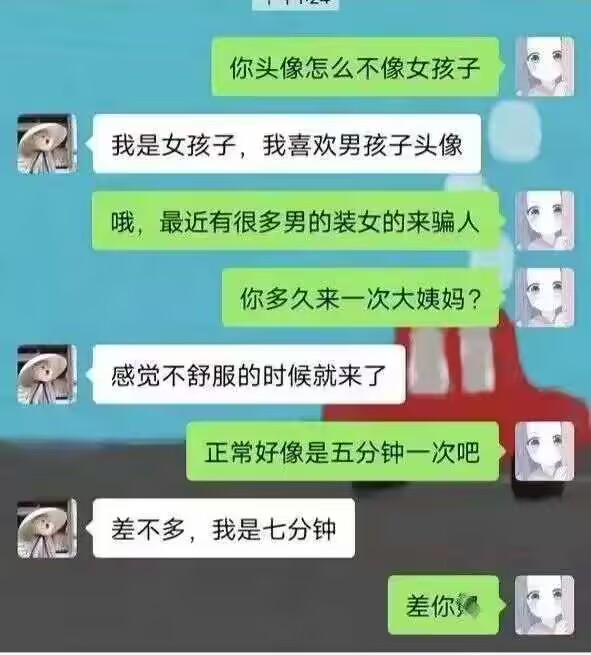 你头像怎么不像女孩子
我是女孩子，我喜欢男孩子头像
哦，最近有很多男的装女的来骗人
你多久来一次大姨妈？
感觉不舒服的时候就来了
正常好像是五分钟一次吧
差不多，我是七分钟
差你